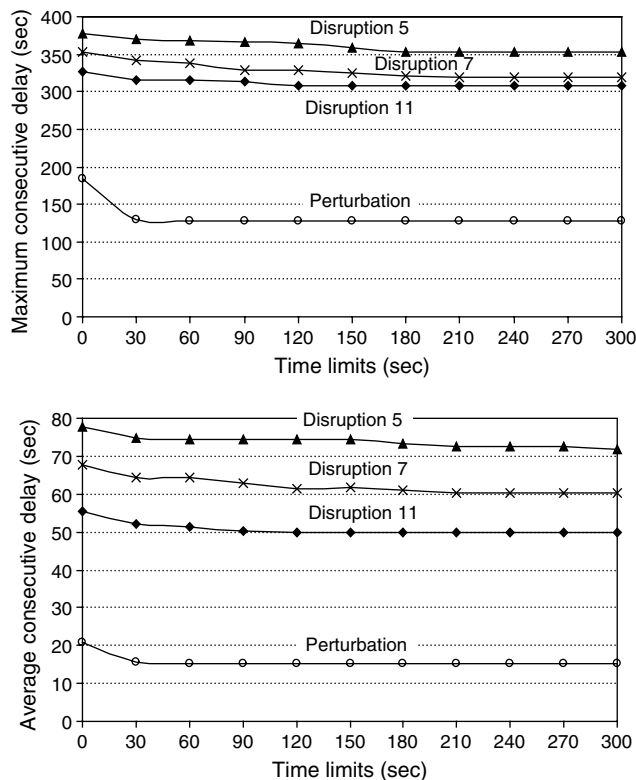 Maximum consecutive delay (sec)
400
350
300
250
200
150
100
50
0
Disruption 5
Disruption 7
Disruption 11
Perturbation
0 30 60 90 120 150 180 210 240 270 300
Time limits (sec)
Average consecutive delay (sec)
80
70
60
50
40
30
20
10
0
Disruption 5
Disruption 7
Disruption 11
Perturbation
0 30 60 90 120 150 180 210 240 270 300
Time limits (sec)